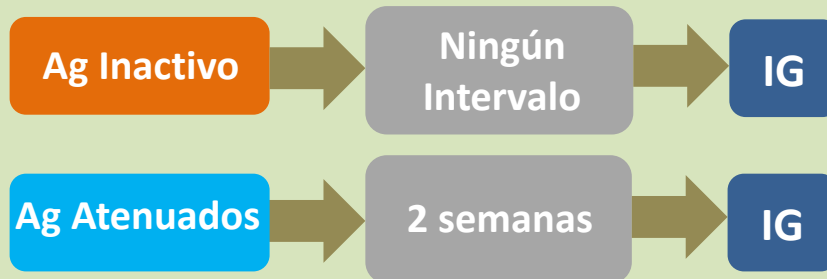 Ag Inactivo
Ningún
Intervalo
IG
Ag Atenuados
2 semanas
IG